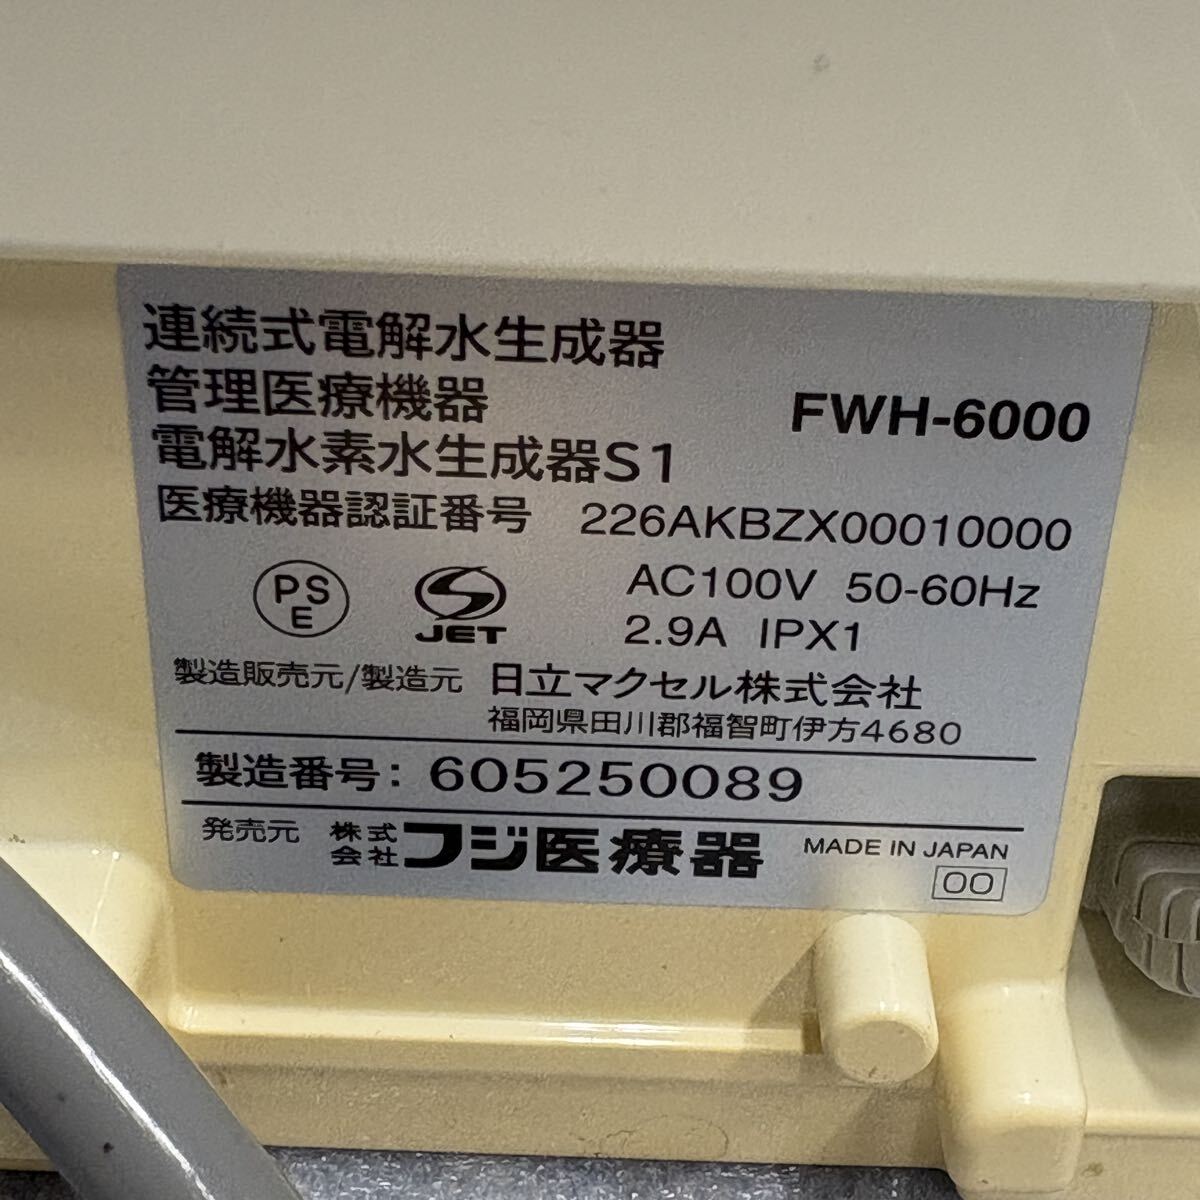 連続式電解水生成器
管理医療機器
FWH-6000
電解水素水生成器S1
医療機器認証番号 226AKBZX00010000
PS
E
JET
AC100V 50-60Hz
2.9A IPX1
製造販売元/製造元 日立マクセル株式会社
福岡県田川郡福智町伊方4680
製造番号: 605250089
発売元 株式会社フジ医療器
MADE IN JAPAN
00